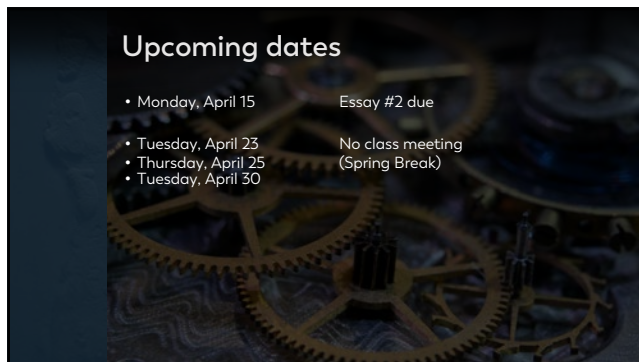 Upcoming dates
• Monday, April 15 Essay #2 due
• Tuesday, April 23 No class meeting
• Thursday, April 25 (Spring Break)
• Tuesday, April 30